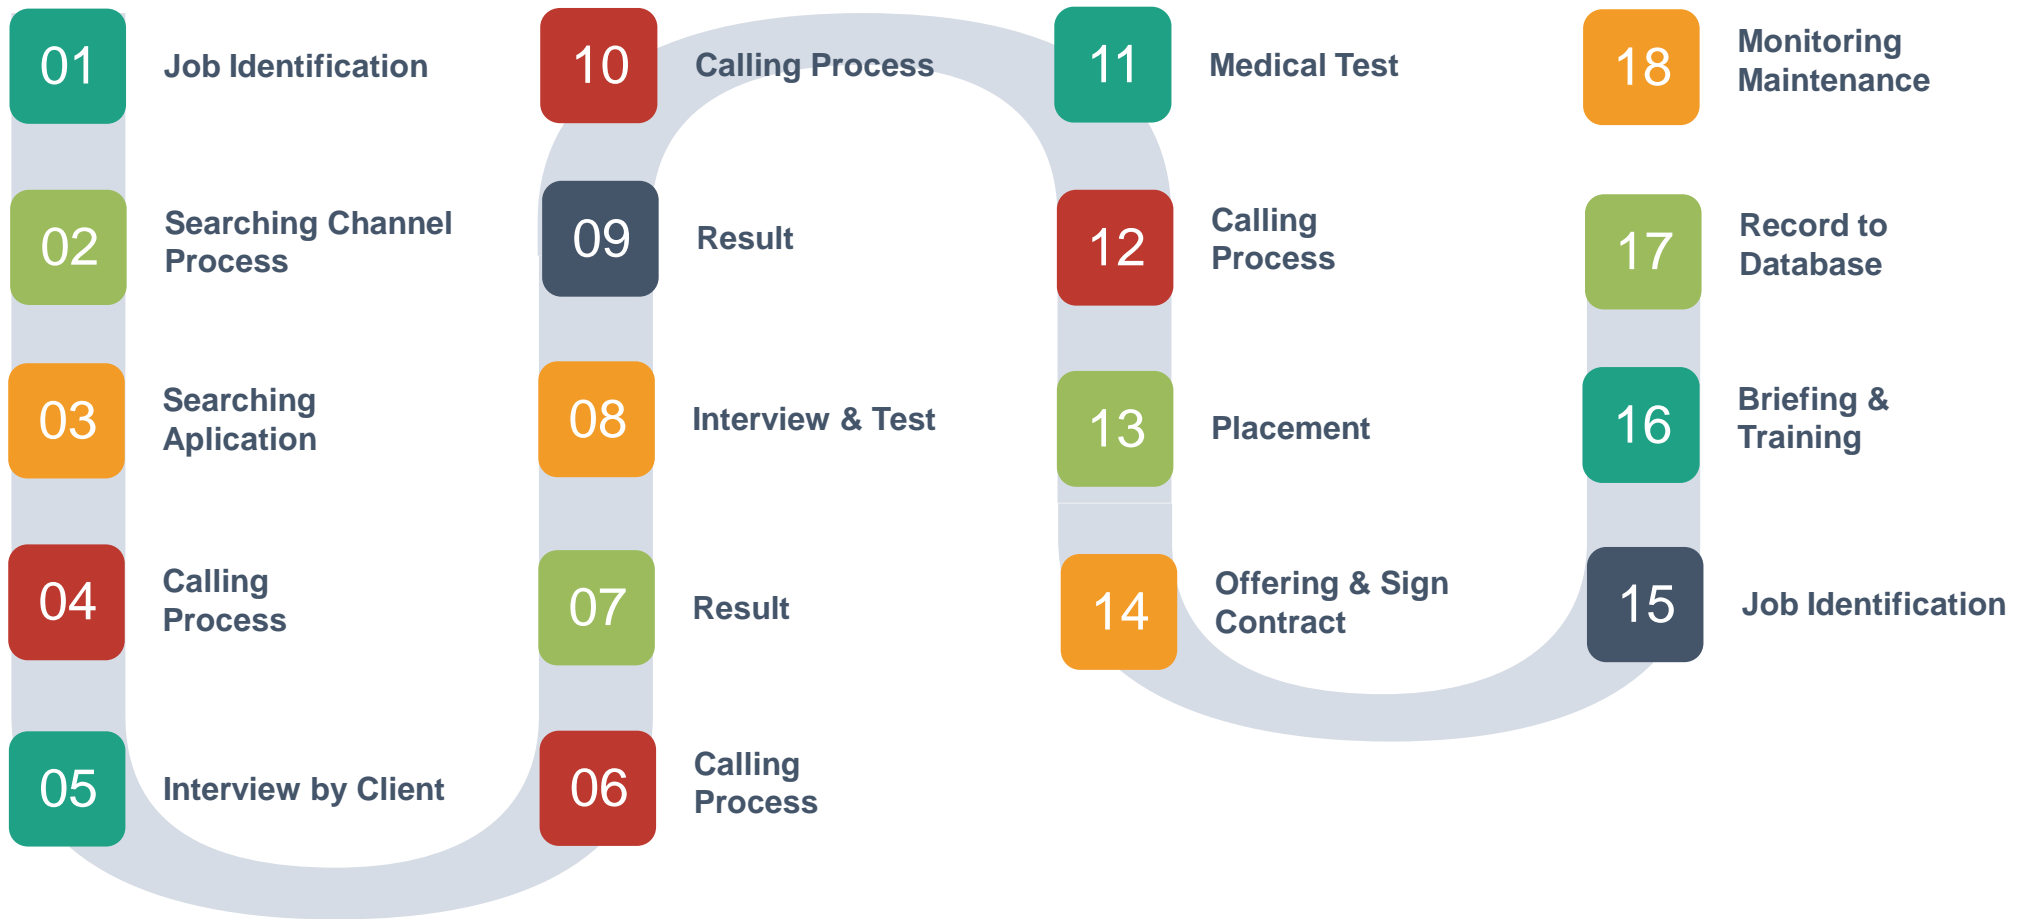 01
Job Identification
02
Searching Channel
Process
03
Searching
Aplication
04
Calling
Process
05
Interview by Client
06
Calling
Process
07
Result
08
Interview & Test
09
Result
10
Calling Process
11
Medical Test
12
Calling
Process
13
Placement
14
Offering & Sign
Contract
15
Job Identification
16
Briefing &
Training
17
Record to
Database
18
Monitoring
Maintenance